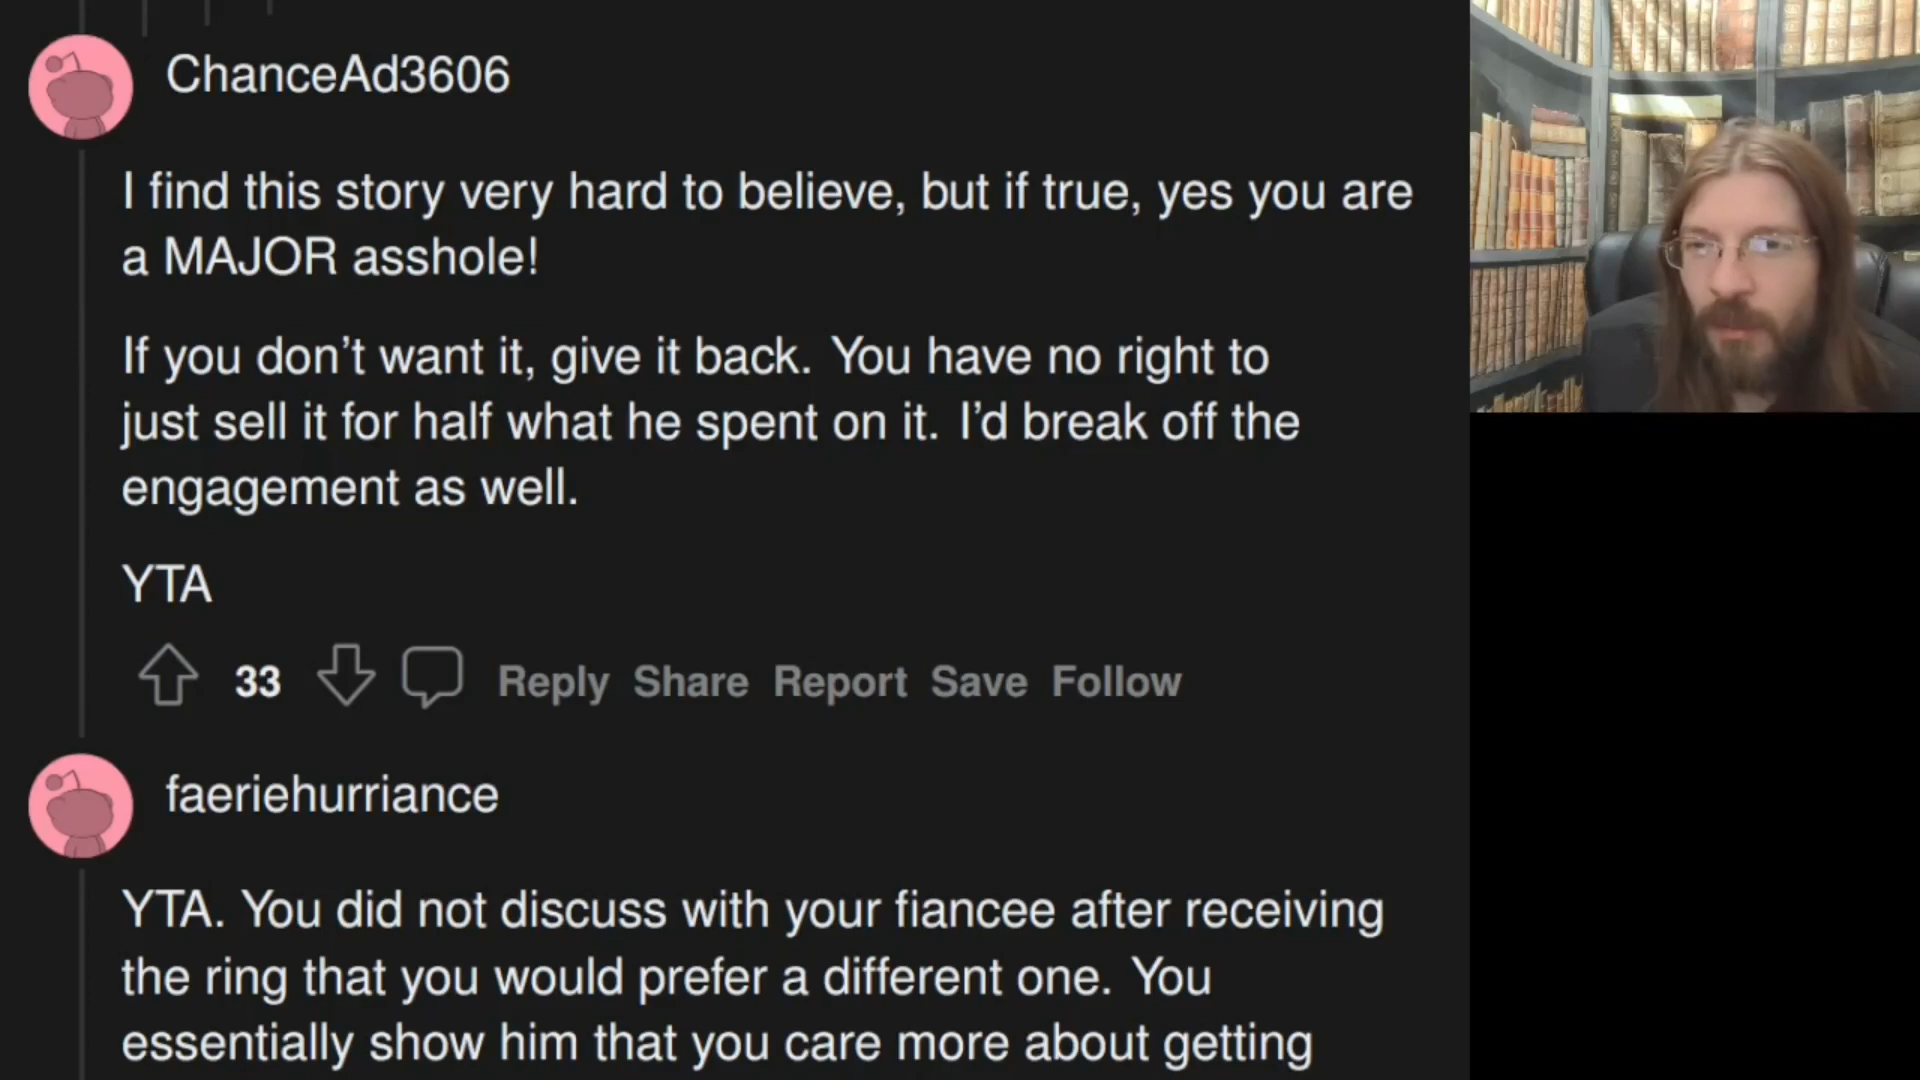 ChanceAd3606
I find this story very hard to believe, but if true, yes you are
a MAJOR asshole!
If you don’t want it, give it back. You have no right to
just sell it for half what he spent on it. I’d break off the
engagement as well.
YTA
33 Reply Share Report Save Follow
faeriehurriance
YTA. You did not discuss with your fiancee after receiving
the ring that you would prefer a different one. You
essentially show him that you care more about getting